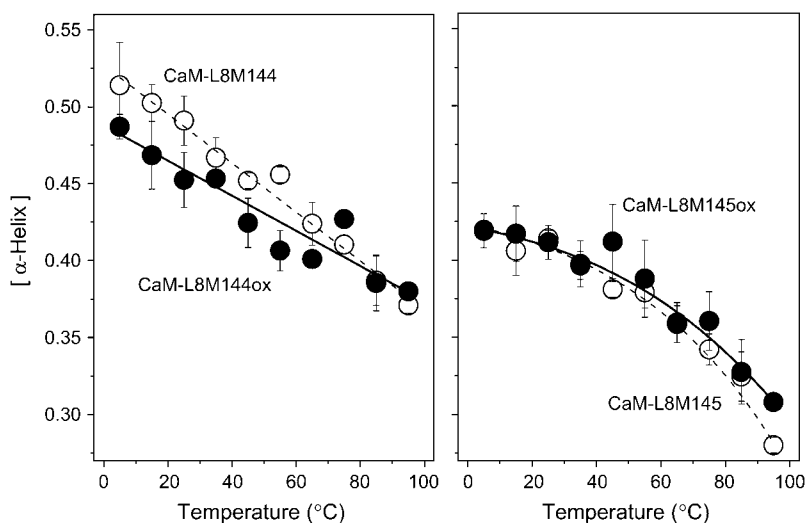 [ α-Helix ]
0.55
0.50
0.45
0.40
0.35
0.30
CaM-L8M144
CaM-L8M144ox
0 20 40 60 80 100
Temperature (°C)
CaM-L8M145ox
CaM-L8M145
0 20 40 60 80 100
Temperature (°C)